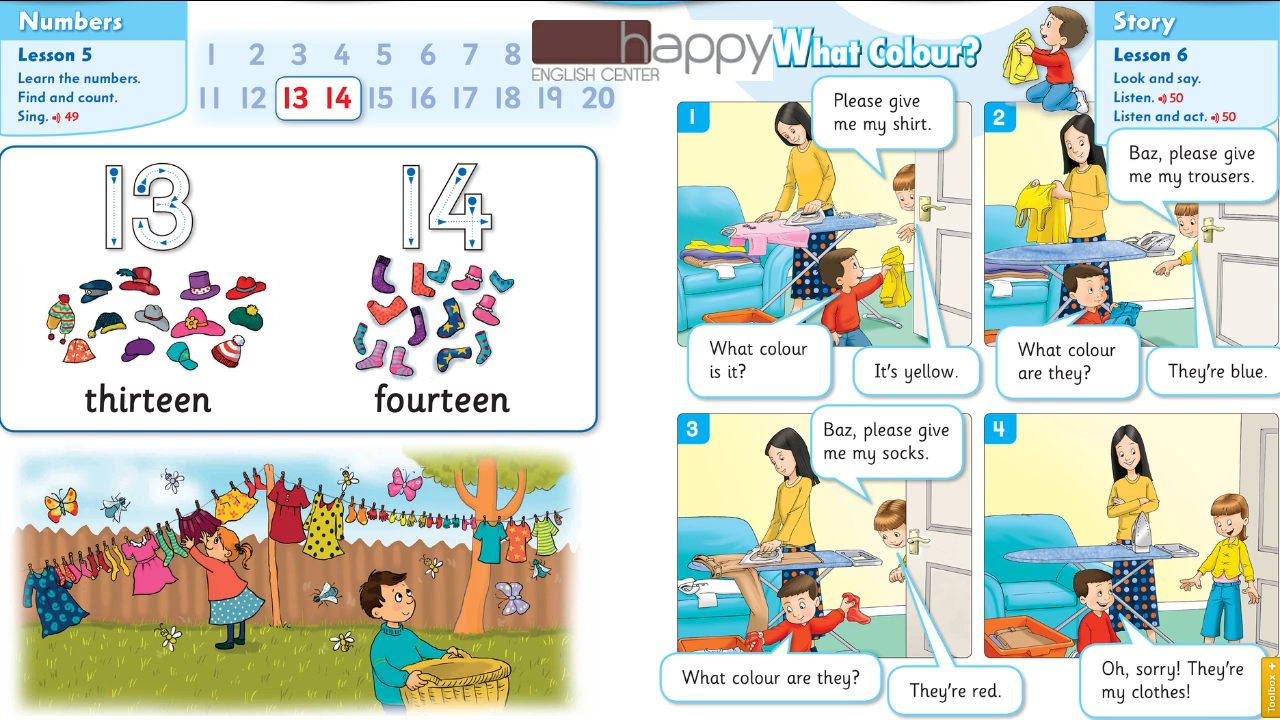 Numbers
Lesson 5
Learn the numbers.
Find and count.
Sing. 49
1 2 3 4 5 6 7 8
11 12 13 14 15 16 17 18 19 20
13 14
thirteen fourteen
happy
ENGLISH CENTER
What Colour?
Story
Lesson 6
Look and say.
Listen. 50
Listen and act. 50
1
Please give
me my shirt.
What colour
is it?
It's yellow.
2
Baz, please give
me my trousers.
What colour
are they?
They're blue.
3
Baz, please give
me my socks.
What colour are they?
They're red.
4
Oh, sorry! They're
my clothes!
Toolbox +